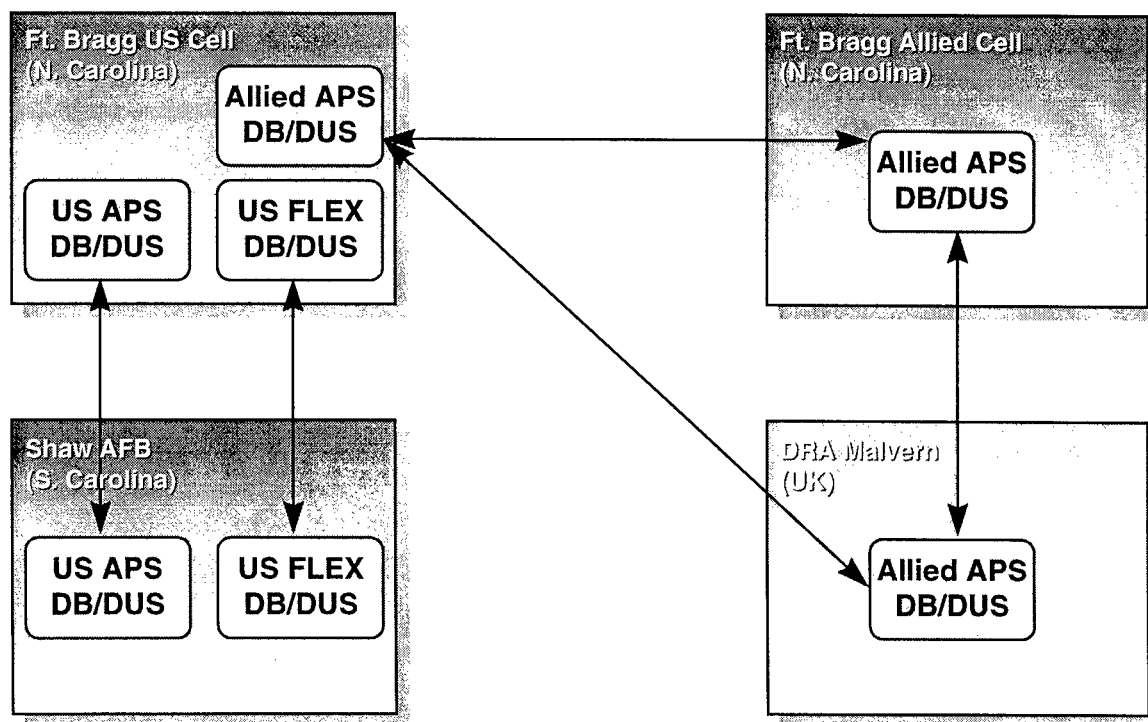 Ft. Bragg US Cell
(N. Carolina)
Allied APS
DB/DUS
US APS
DB/DUS
US FLEX
DB/DUS
Ft. Bragg Allied Cell
(N. Carolina)
Allied APS
DB/DUS
Shaw AFB
(S. Carolina)
US APS
DB/DUS
US FLEX
DB/DUS
DRA Malvern
(UK)
Allied APS
DB/DUS